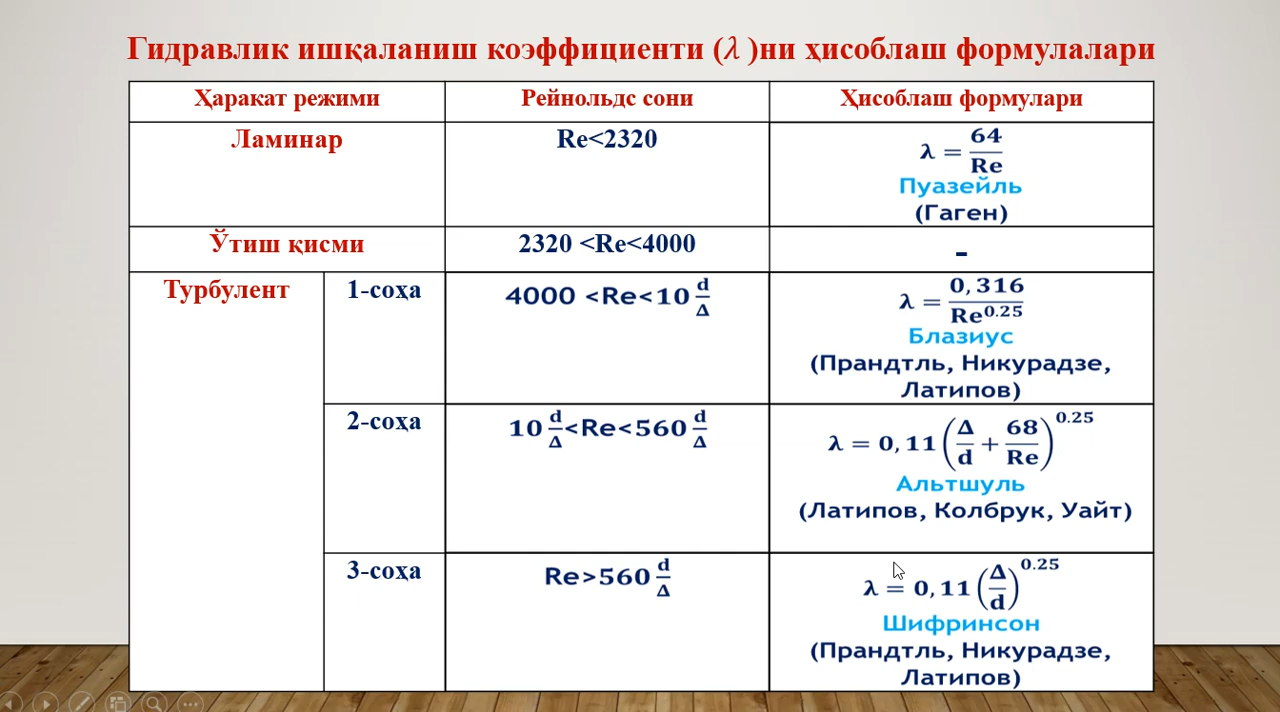 Гидравлик ишқаланиш коэффициенти (λ )ни ҳисоблаш формулалари
Ҳаракат режими Рейнольдс сони Ҳисоблаш формулари
Ламинар Re<2320 λ = 64/Re
Пуазейль
(Гаген)
Ўтиш қисми 2320 <Re<4000 -
Турбулент 1-соҳа 4000 <Re<10 d/Δ λ = 0,316/Re^0.25
Блазиус
(Прандтль, Никурадзе,
Латипов)
2-соҳа 10 d/Δ<Re<560 d/Δ λ = 0,11(Δ/d + 68/Re)^0.25
Альтшуль
(Латипов, Колбрук, Уайт)
3-соҳа Re>560 d/Δ λ = 0,11(Δ/d)^0.25
Шифринсон
(Прандтль, Никурадзе,
Латипов)